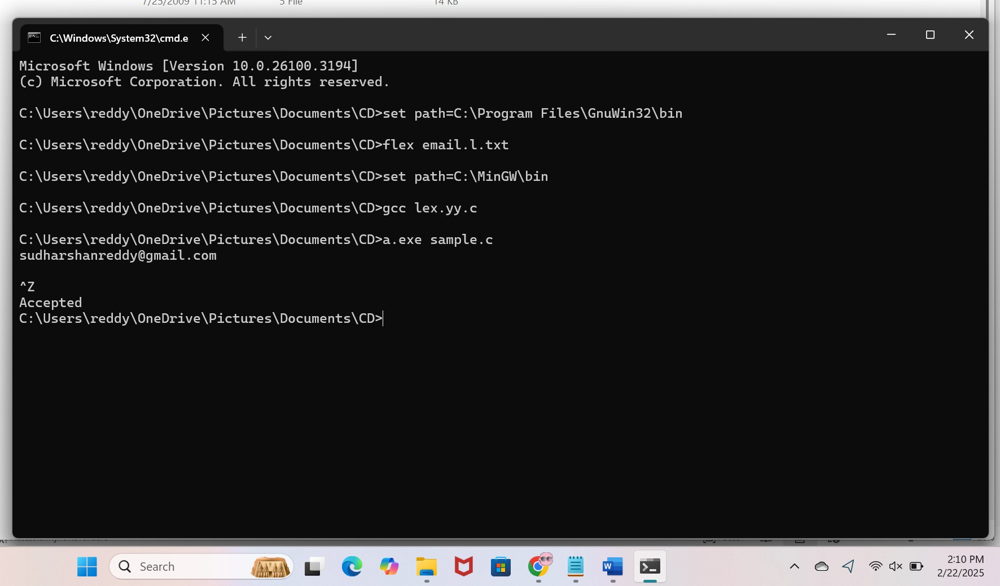 7/25/2009 11:15 AM 5 File 14 KB
C:\Windows\System32\cmd.e
Microsoft Windows [Version 10.0.26100.3194]
(c) Microsoft Corporation. All rights reserved.
C:\Users\reddy\OneDrive\Pictures\Documents\CD>set path=C:\Program Files\GnuWin32\bin
C:\Users\reddy\OneDrive\Pictures\Documents\CD>flex email.l.txt
C:\Users\reddy\OneDrive\Pictures\Documents\CD>set path=C:\MinGW\bin
C:\Users\reddy\OneDrive\Pictures\Documents\CD>gcc lex.yy.c
C:\Users\reddy\OneDrive\Pictures\Documents\CD>a.exe sample.c
sudharshanreddy@gmail.com
^Z
Accepted
C:\Users\reddy\OneDrive\Pictures\Documents\CD>
Search
2:10 PM
2/22/2025